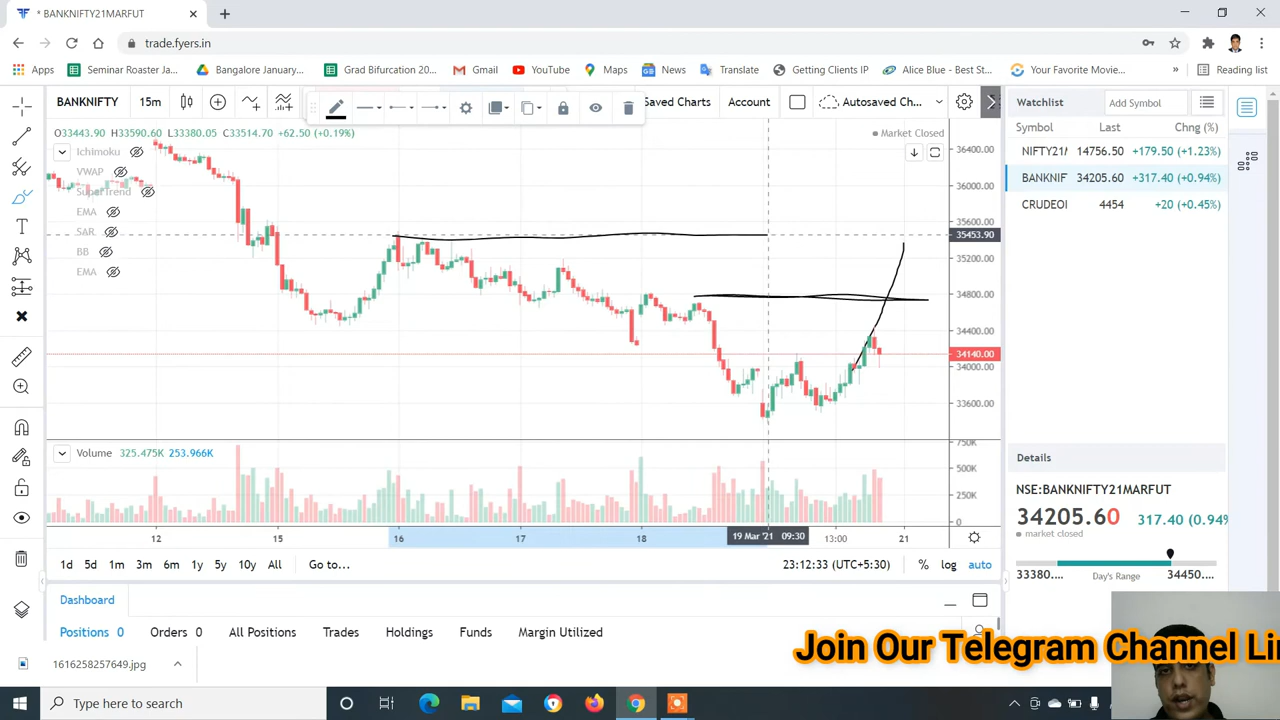 * BANKNIFTY21MARFUT
trade.fyers.in
Apps Seminar Roaster Ja... Bangalore January,... Grad Bifurcation 20... Gmail YouTube Maps News Translate Getting Clients IP Alice Blue - Best St... Your Favorite Movie... » Reading list
BANKNIFTY 15m Saved Charts Account Autosaved Ch...
Watchlist Add Symbol
Symbol Last Chng (%)
NIFTY21 14756.50 +179.50 (+1.23%)
BANKNIF 34205.60 +317.40 (+0.94%)
CRUDEOI 4454 +20 (+0.45%)
O33443.90 H33590.60 L33380.05 C33514.70 +62.50 (+0.19%)
Market Closed
Ichimoku
VWAP
SuperTrend
EMA
SAR
BB
EMA
36400.00
36000.00
35600.00
35453.90
35200.00
34800.00
34400.00
34140.00
34000.00
33600.00
Volume 325.475K 253.966K
750K
500K
250K
0
12 15 16 17 18 19 Mar '21 09:30 13:00 21
1d 5d 1m 3m 6m 1y 5y 10y All Go to... 23:12:33 (UTC+5:30) % log auto
Details
NSE:BANKNIFTY21MARFUT
34205.60 317.40 (0.94%
market closed
33380.... Day's Range 34450....
Dashboard
Positions 0 Orders 0 All Positions Trades Holdings Funds Margin Utilized
Join Our Telegram Channel Li
1616258257649.jpg
Type here to search